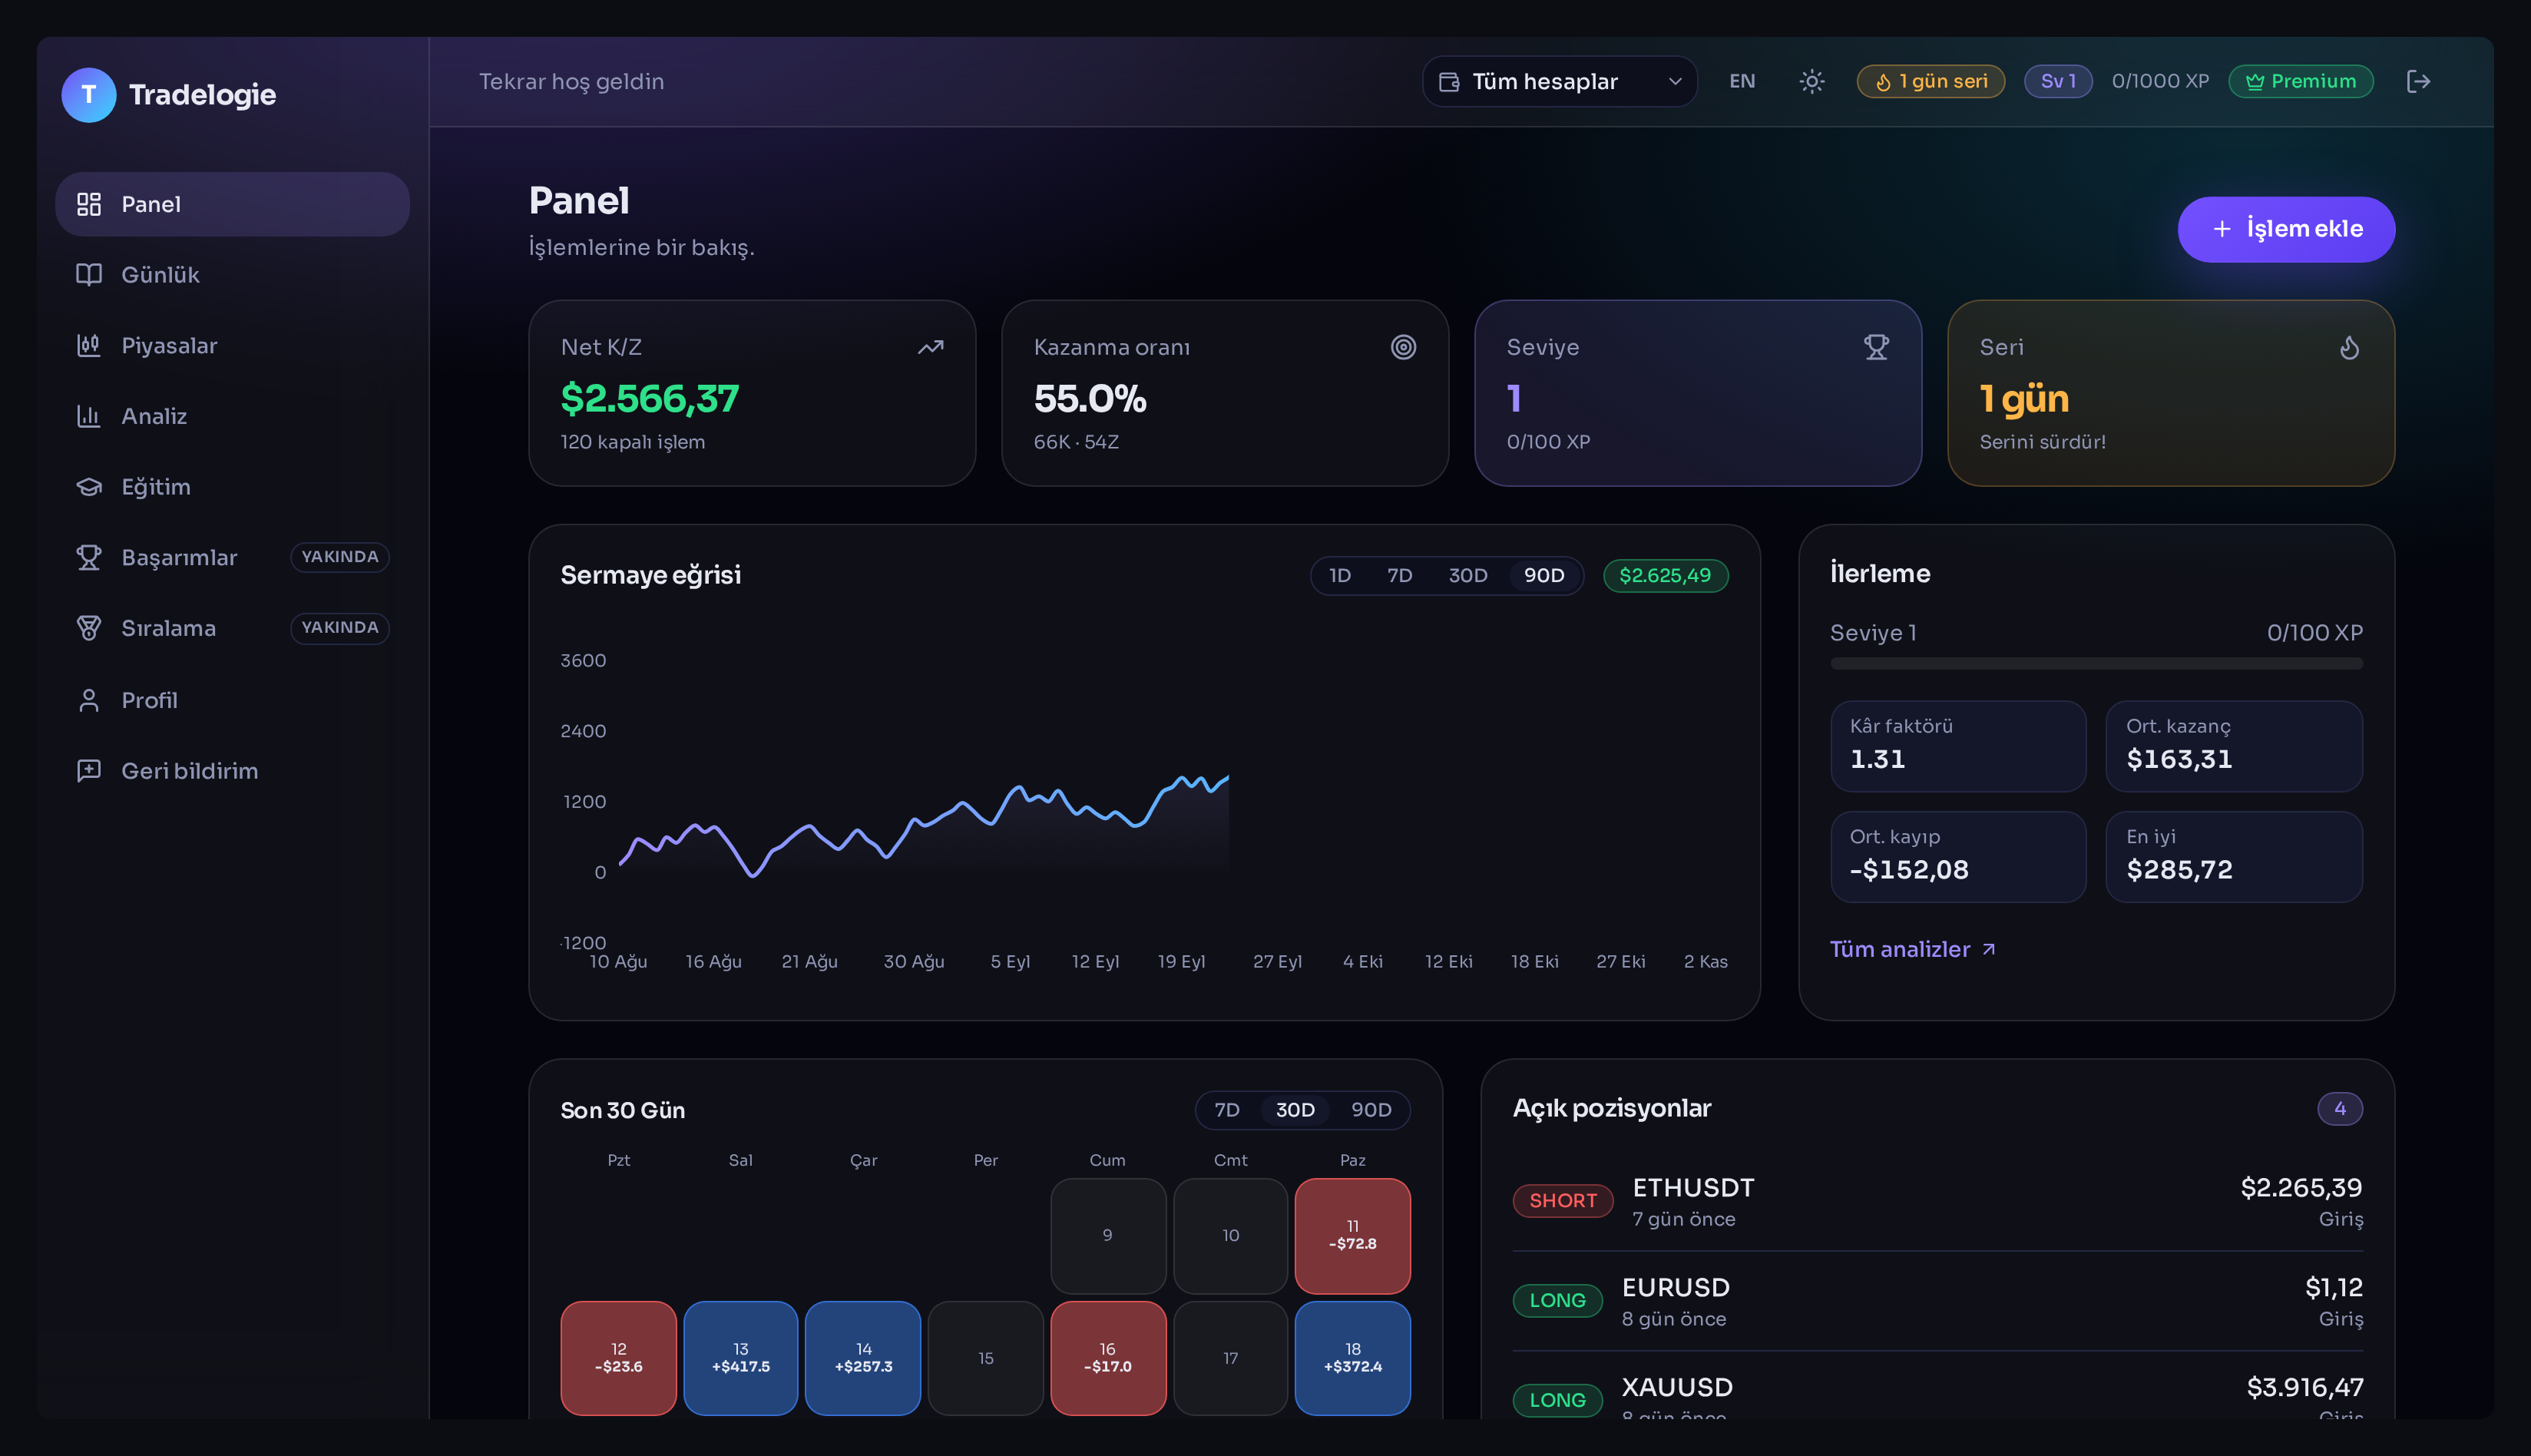 T Tradelogie
Tekrar hoş geldin
Tüm hesaplar
EN
1 gün seri
Sv 1
0/1000 XP
Premium
Panel
Günlük
Piyasalar
Analiz
Eğitim
Başarımlar YAKINDA
Sıralama YAKINDA
Profil
Geri bildirim
Panel
İşlemlerine bir bakış.
+ İşlem ekle
Net K/Z
$2.566,37
120 kapalı işlem
Kazanma oranı
55.0%
66K · 54Z
Seviye
1
0/100 XP
Seri
1 gün
Serini sürdür!
Sermaye eğrisi
1D 7D 30D 90D
$2.625,49
3600
2400
1200
0
-1200
10 Ağu 16 Ağu 21 Ağu 30 Ağu 5 Eyl 12 Eyl 19 Eyl 27 Eyl 4 Eki 12 Eki 18 Eki 27 Eki 2 Kas
İlerleme
Seviye 1 0/100 XP
Kâr faktörü
1.31
Ort. kazanç
$163,31
Ort. kayıp
-$152,08
En iyi
$285,72
Tüm analizler
Son 30 Gün
7D 30D 90D
Pzt Sal Çar Per Cum Cmt Paz
9
10
11
-$72.8
12
-$23.6
13
+$417.5
14
+$257.3
15
16
-$17.0
17
18
+$372.4
Açık pozisyonlar
4
SHORT
ETHUSDT
7 gün önce
$2.265,39
Giriş
LONG
EURUSD
8 gün önce
$1,12
Giriş
LONG
XAUUSD
8 gün önce
$3.916,47
Giriş